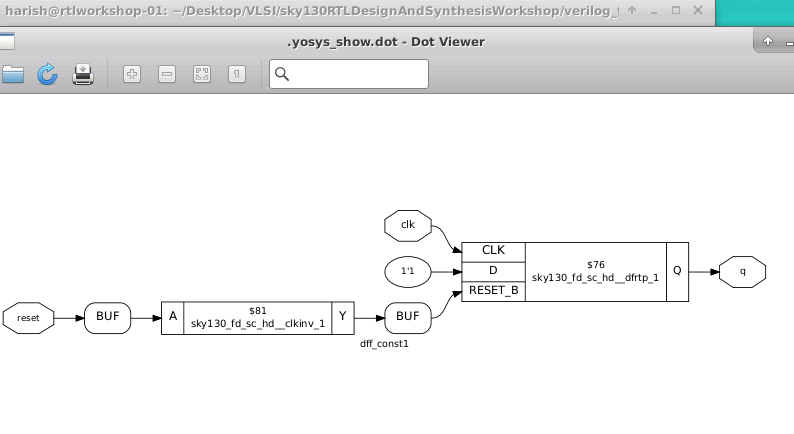 harish@rtlworkshop-01: ~/Desktop/VLSI/sky130RTLDesignAndSynthesisWorkshop/verilog_
.yosys_show.dot - Dot Viewer
clk
1'1
CLK
D
RESET_B
$76
sky130_fd_sc_hd__dfrtp_1
Q
q
reset
BUF
A
$81
sky130_fd_sc_hd__clkinv_1
Y
BUF
dff_const1